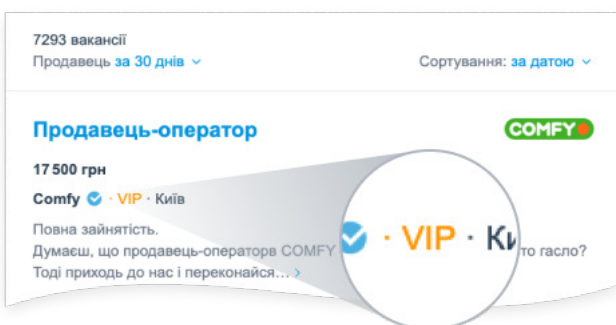 7293 вакансії
Продавець за 30 днів
Сортування: за датою
Продавець-оператор
COMFY
17 500 грн
Comfy · VIP · Київ
Повна зайнятість.
Думаєш, що продавець-операторв COMFY то гасло?
Тоді приходь до нас і переконайся… ›
· VIP · Ки